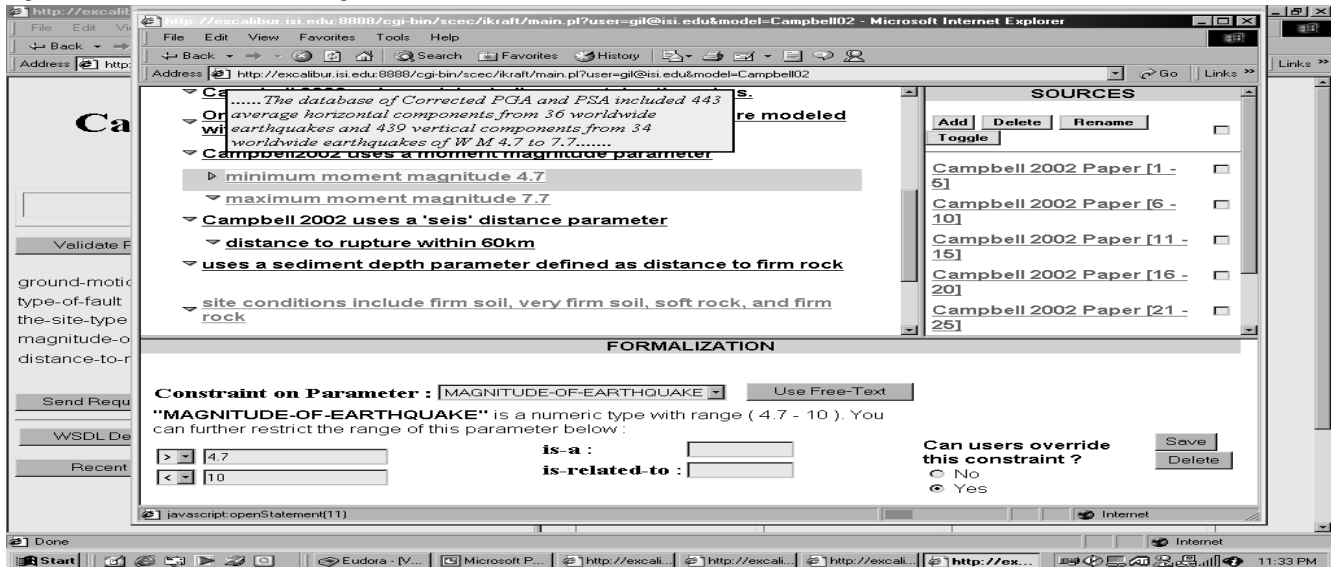 http://excalib
http://excalibur.isi.edu:8888/cgi-bin/scec/ikraft/main.pl?user=gil@isi.edu&model=Campbell02 - Microsoft Internet Explorer
File Edit Vi
File Edit View Favorites Tools Help
Back
Back Search Favorites History
Address http:
Address http://excalibur.isi.edu:8888/cgi-bin/scec/ikraft/main.pl?user=gil@isi.edu&model=Campbell02 Go Links »
Links »
Ca
Validate F
ground-motio
type-of-fault
the-site-type
magnitude-o
distance-to-r
Send Requ
WSDL De
Recent
......The database of Corrected PGA and PSA included 443
average horizontal components from 36 worldwide
earthquakes and 439 vertical components from 34
worldwide earthquakes of W M 4.7 to 7.7......
s.
re modeled
Campbell2002 uses a moment magnitude parameter
minimum moment magnitude 4.7
maximum moment magnitude 7.7
Campbell 2002 uses a 'seis' distance parameter
distance to rupture within 60km
uses a sediment depth parameter defined as distance to firm rock
site conditions include firm soil, very firm soil, soft rock, and firm
rock
SOURCES
Add Delete Rename
Toggle
Campbell 2002 Paper [1 -
5]
Campbell 2002 Paper [6 -
10]
Campbell 2002 Paper [11 -
15]
Campbell 2002 Paper [16 -
20]
Campbell 2002 Paper [21 -
25]
FORMALIZATION
Constraint on Parameter : MAGNITUDE-OF-EARTHQUAKE Use Free-Text
"MAGNITUDE-OF-EARTHQUAKE" is a numeric type with range ( 4.7 - 10 ). You
can further restrict the range of this parameter below :
> 4.7
< 10
is-a :
is-related-to :
Can users override
this constraint ?
No
Yes
Save
Delete
javascript:openStatement(11) Internet
Done Internet
Start Eudora - [V... Microsoft P... http://excali... http://excali... http://excali... http://ex... 11:33 PM